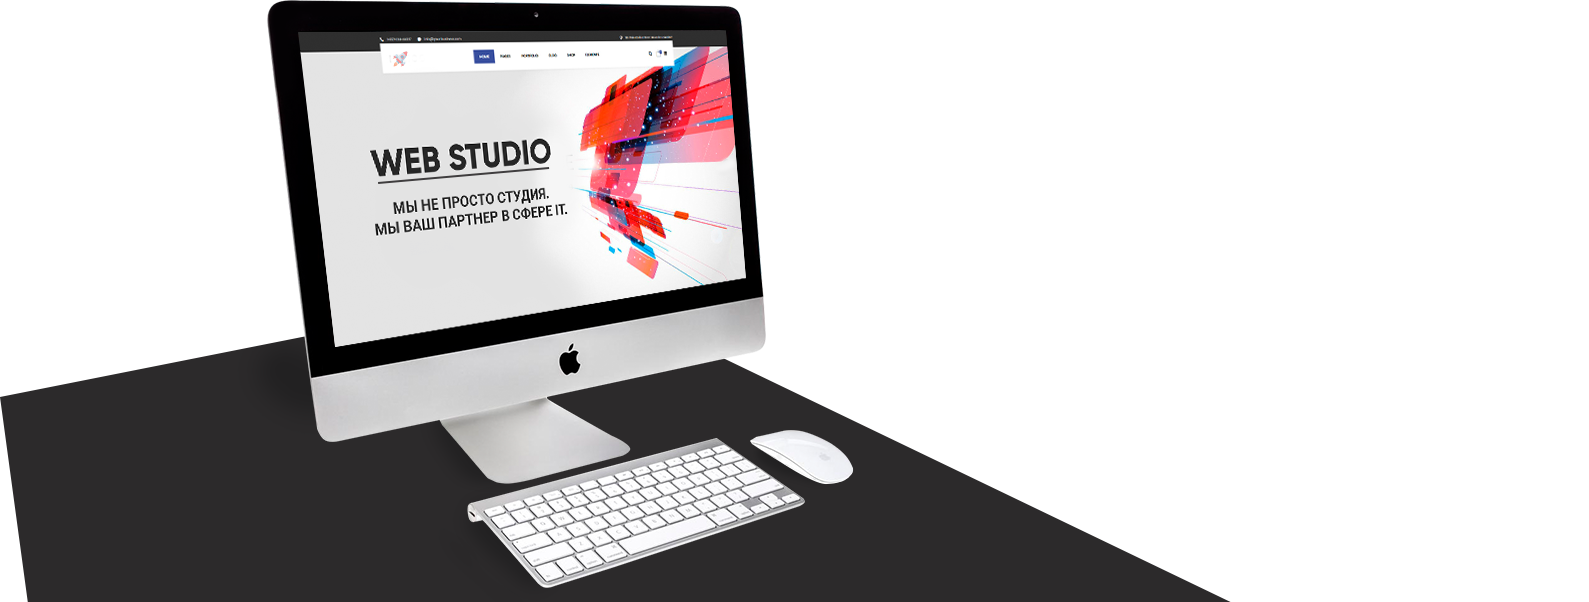 HOME PAGES PORTFOLIO BLOG SHOP ELEMENTS
WEB STUDIO
МЫ НЕ ПРОСТО СТУДИЯ.
МЫ ВАШ ПАРТНЕР В СФЕРЕ IT.